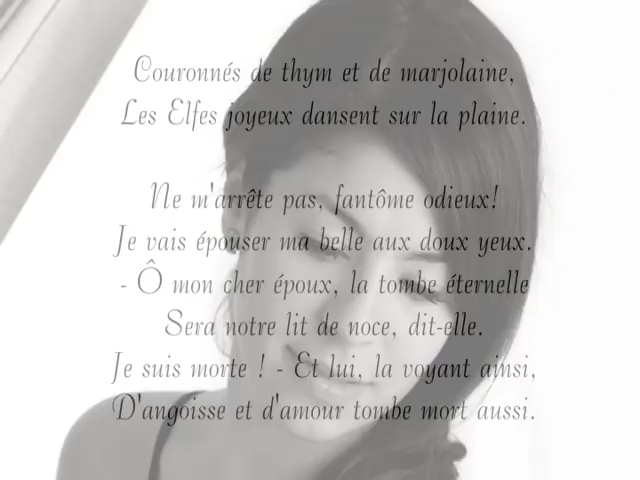 Couronnés de thym et de marjolaine,
Les Elfes joyeux dansent sur la plaine.
Ne m'arrête pas, fantôme odieux!
Je vais épouser ma belle aux doux yeux.
- Ô mon cher époux, la tombe éternelle
Sera notre lit de noce, dit-elle.
Je suis morte ! - Et lui, la voyant ainsi,
D'angoisse et d'amour tombe mort aussi.